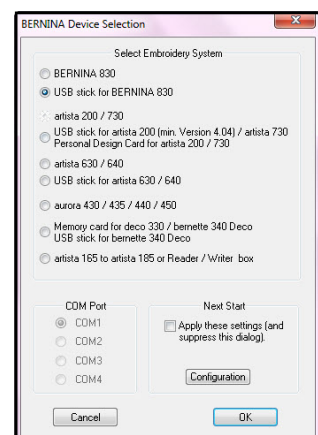 BERNINA Device Selection
Select Embroidery System
BERNINA 830
USB stick for BERNINA 830
artista 200 / 730
USB stick for artista 200 (min. Version 4.04) / artista 730
Personal Design Card for artista 200 / 730
artista 630 / 640
USB stick for artista 630 / 640
aurora 430 / 435 / 440 / 450
Memory card for deco 330 / bernette 340 Deco
USB stick for bernette 340 Deco
artista 165 to artista 185 or Reader / Writer box
COM Port
COM1
COM2
COM3
COM4
Next Start
Apply these settings (and
suppress this dialog).
Configuration
Cancel
OK